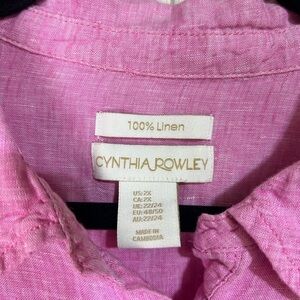 100% Linen
CYNTHIA ROWLEY
US: 2X
CA: 2X
UK: 22/24
EU: 48/50
AU: 22/24
MADE IN
CAMBODIA